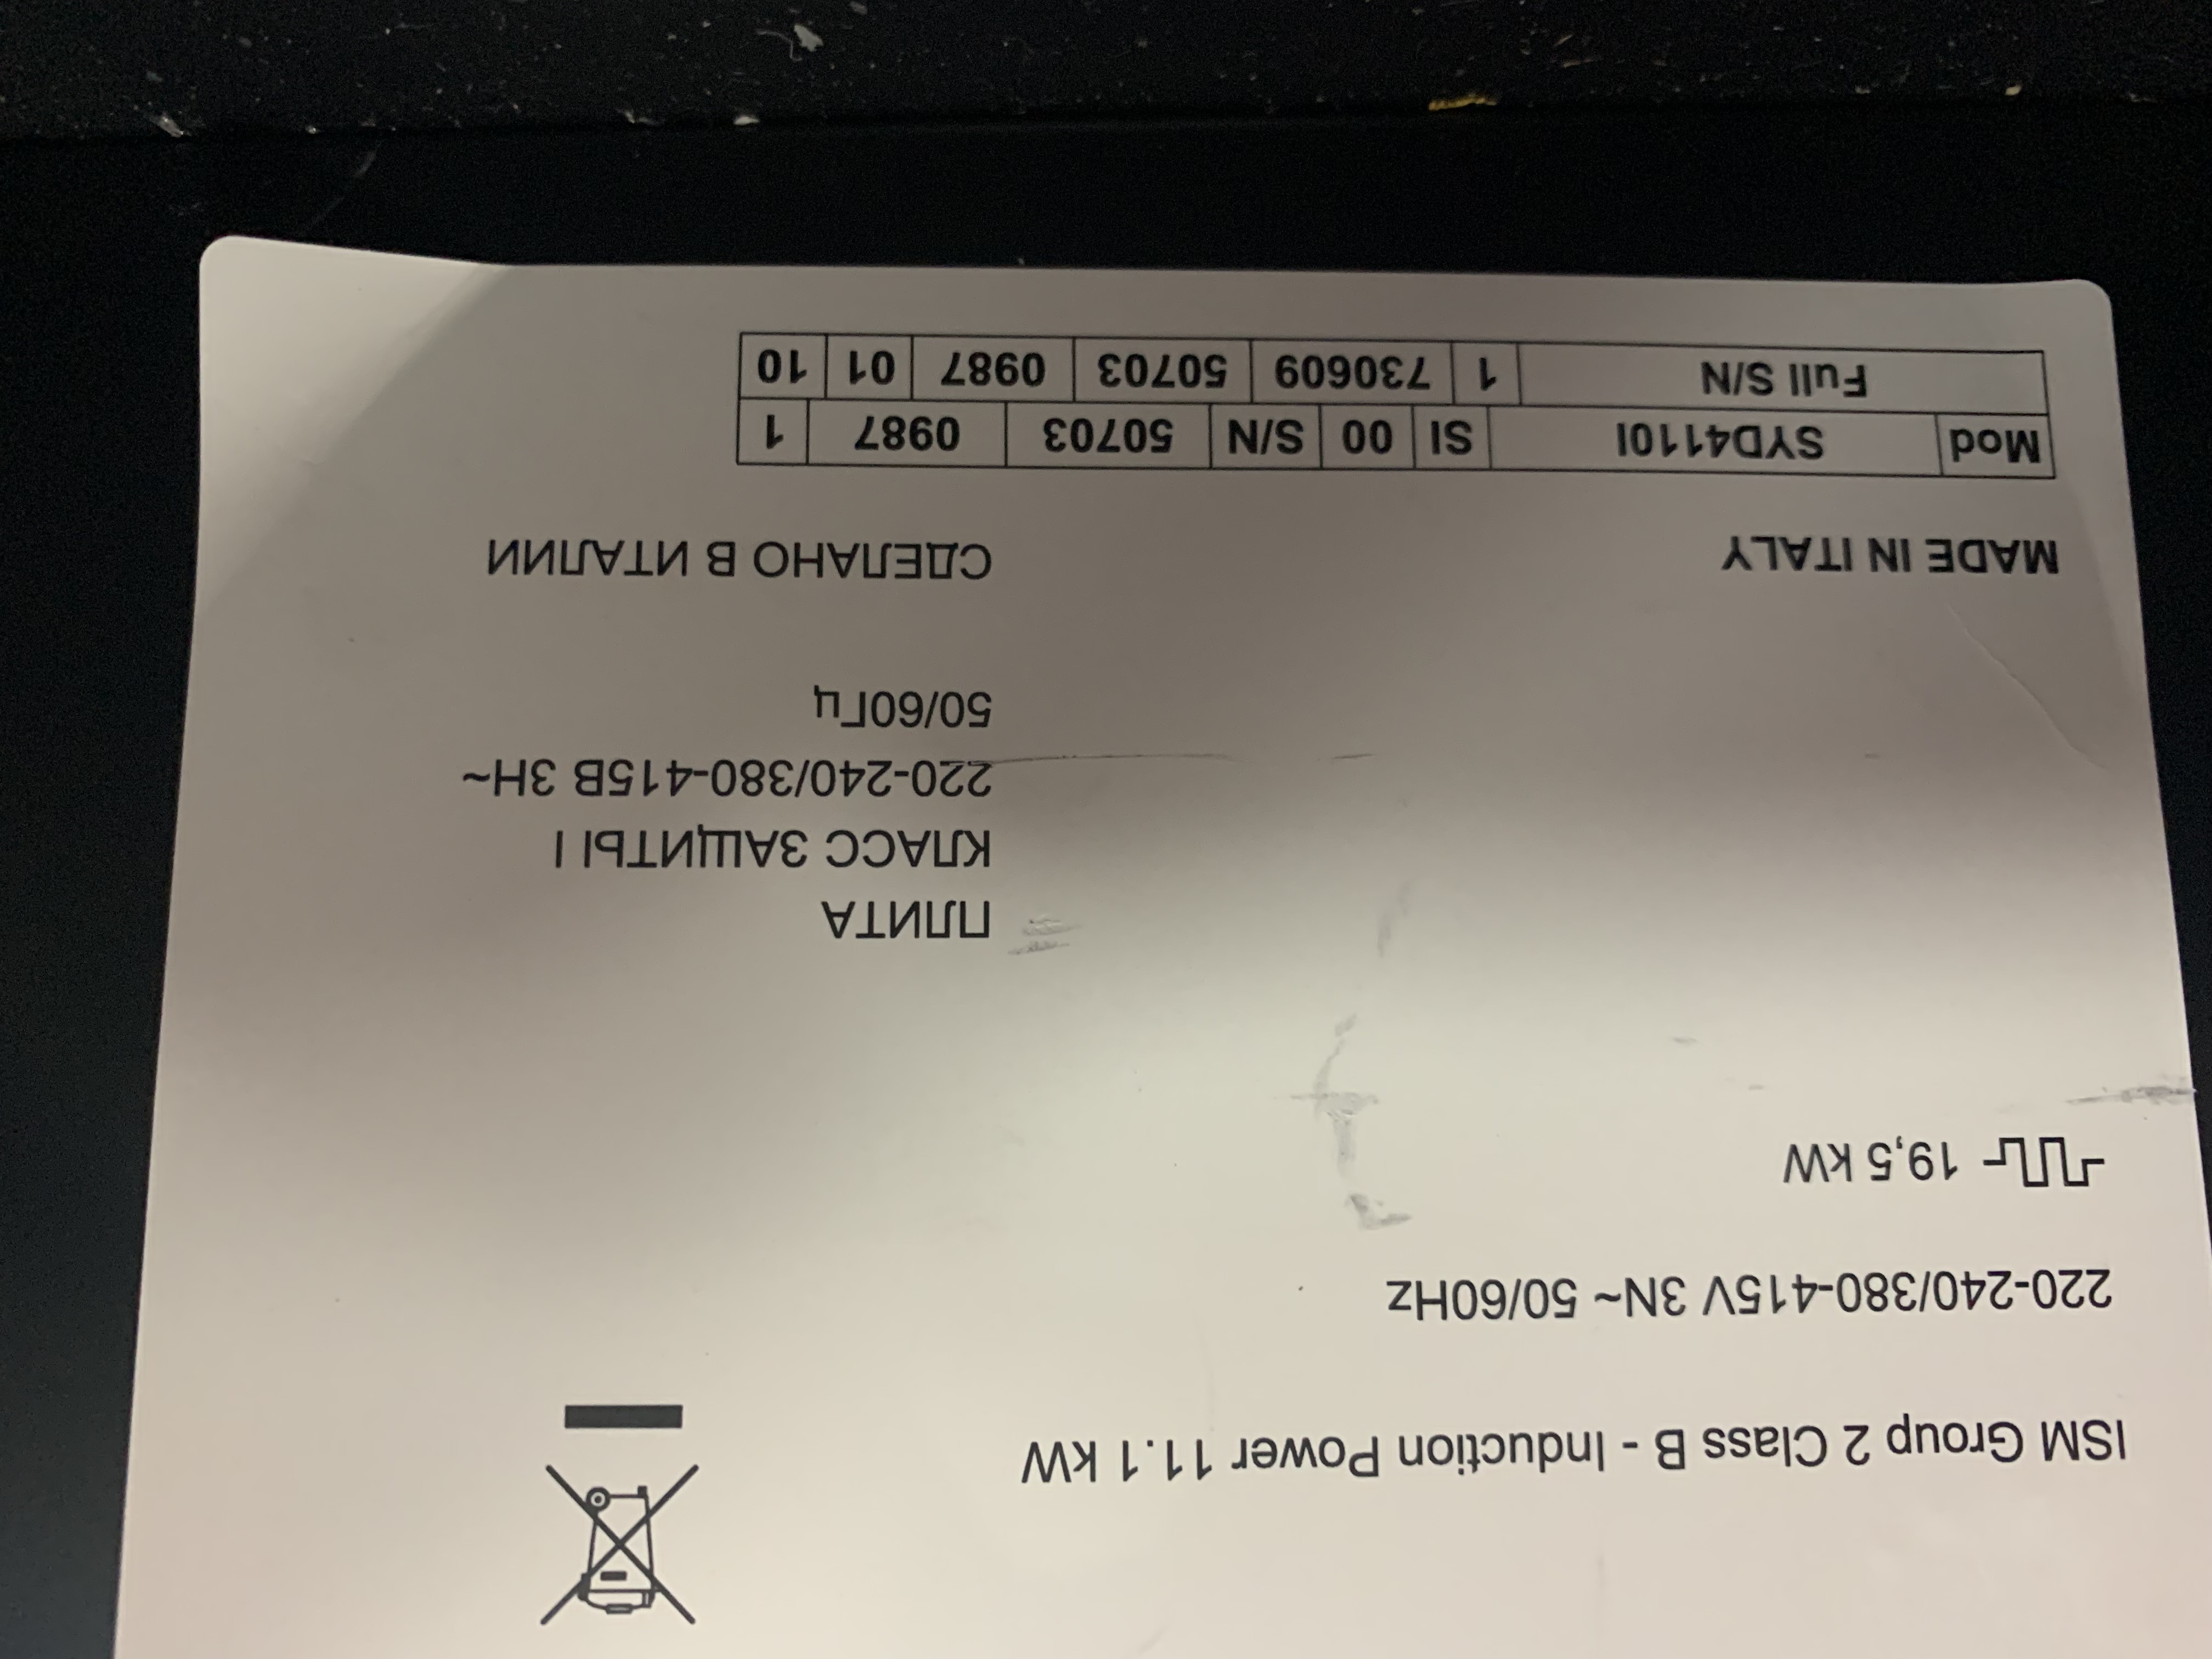 ISM Group 2 Class B - Induction Power 11.1 kW
220-240/380-415V 3N~ 50/60Hz
19,5 kW
ПЛИТА
КЛАСС ЗАЩИТЫ I
220-240/380-415В 3Н~
50/60Гц
MADE IN ITALY СДЕЛАНО В ИТАЛИИ
Mod SYD4110I SI 00 S/N 50703 0987 1
Full S/N 1 730609 50703 0987 01 10